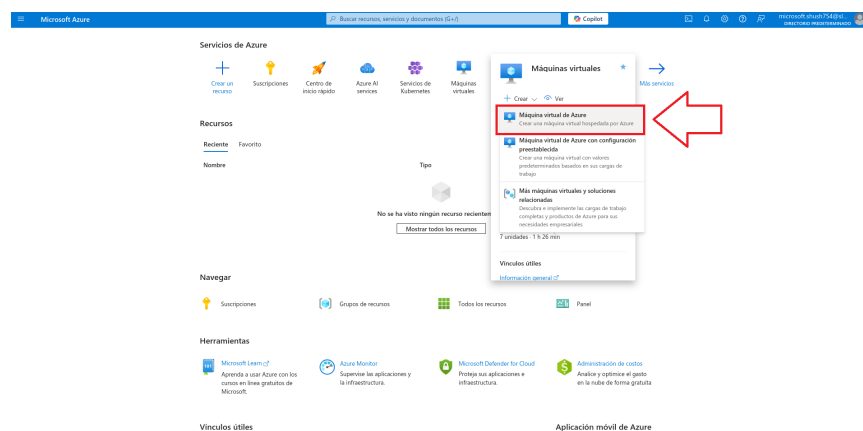 Microsoft Azure
Buscar recursos, servicios y documentos (G+/)
Copilot
microsoft.shush754@sl...
DIRECTORIO PREDETERMINADO
Servicios de Azure
Crear un
recurso
Suscripciones
Centro de
inicio rápido
Azure AI
services
Servicios de
Kubernetes
Máquinas
virtuales
Más servicios
Máquinas virtuales
Crear
Ver
Máquina virtual de Azure
Crear una máquina virtual hospedada por Azure
Máquina virtual de Azure con configuración
preestablecida
Crear una máquina virtual con valores
predeterminados basados en sus cargas de
trabajo
Más máquinas virtuales y soluciones
relacionadas
Descubra e implemente las cargas de trabajo
completas y productos de Azure para sus
necesidades empresariales
7 unidades · 1 h 26 min
Vínculos útiles
Información general
Recursos
Reciente
Favorito
Nombre
Tipo
No se ha visto ningún recurso recientem
Mostrar todos los recursos
Navegar
Suscripciones
Grupos de recursos
Todos los recursos
Panel
Herramientas
Microsoft Learn
Aprenda a usar Azure con los
cursos en línea gratuitos de
Microsoft.
Azure Monitor
Supervise las aplicaciones y
la infraestructura.
Microsoft Defender for Cloud
Proteja sus aplicaciones e
infraestructura.
Administración de costos
Analice y optimice el gasto
en la nube de forma gratuita
Vínculos útiles
Aplicación móvil de Azure